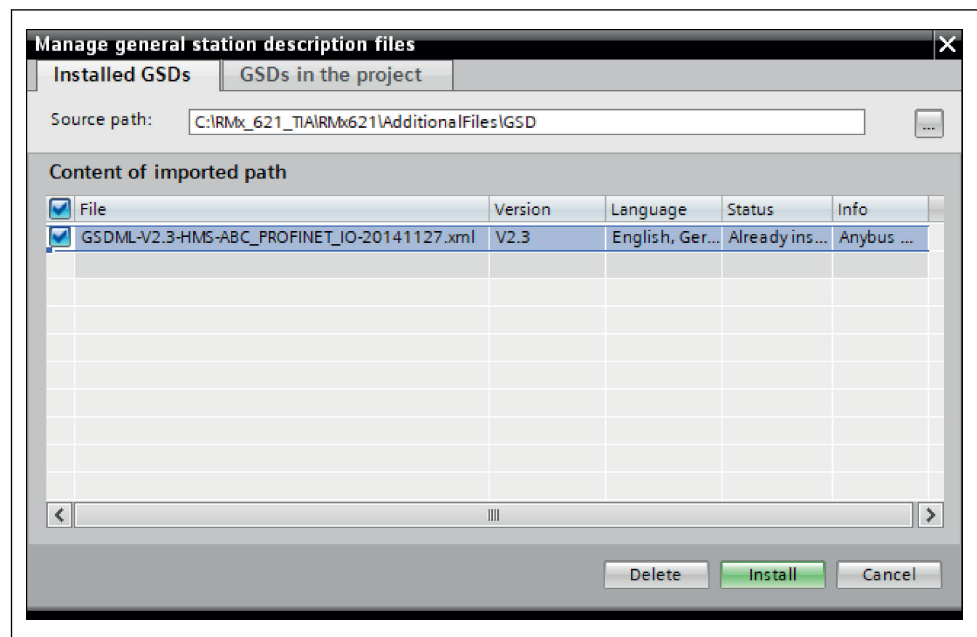 Manage general station description files
Installed GSDs GSDs in the project
Source path: C:\RMx_621_TIA\RMx621\AdditionalFiles\GSD ...
Content of imported path
File Version Language Status Info
GSDML-V2.3-HMS-ABC_PROFINET_IO-20141127.xml V2.3 English, Ger... Already ins... Anybus ...
Delete Install Cancel